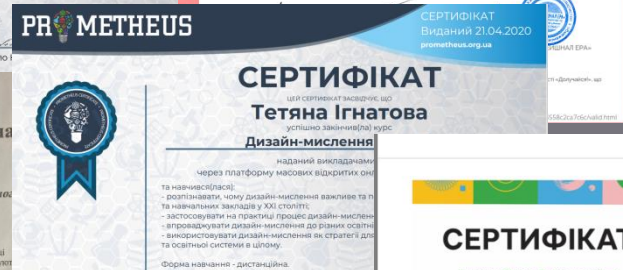 PROMETHEUS
СЕРТИФІКАТ
Виданий 21.04.2020
prometheus.org.ua
СЕРТИФІКАТ
ЦЕЙ СЕРТИФІКАТ ЗАСВІДЧУЄ, ЩО
Тетяна Ігнатова
успішно закінчив(ла) курс
Дизайн-мислення
наданий викладачами
через платформу масових відкритих он
та навчився(лася):
- розпізнавати, чому дизайн-мислення важливе та п
та навчальних закладів у XXI столітті;
- застосовувати на практиці процес дизайн-мислен
- впроваджувати дизайн-мислення до різних освітн
- використовувати дизайн-мислення як стратегії для
та освітньої системи в цілому.
Форма навчання - дистанційна.
СЕРТИФІКАТ